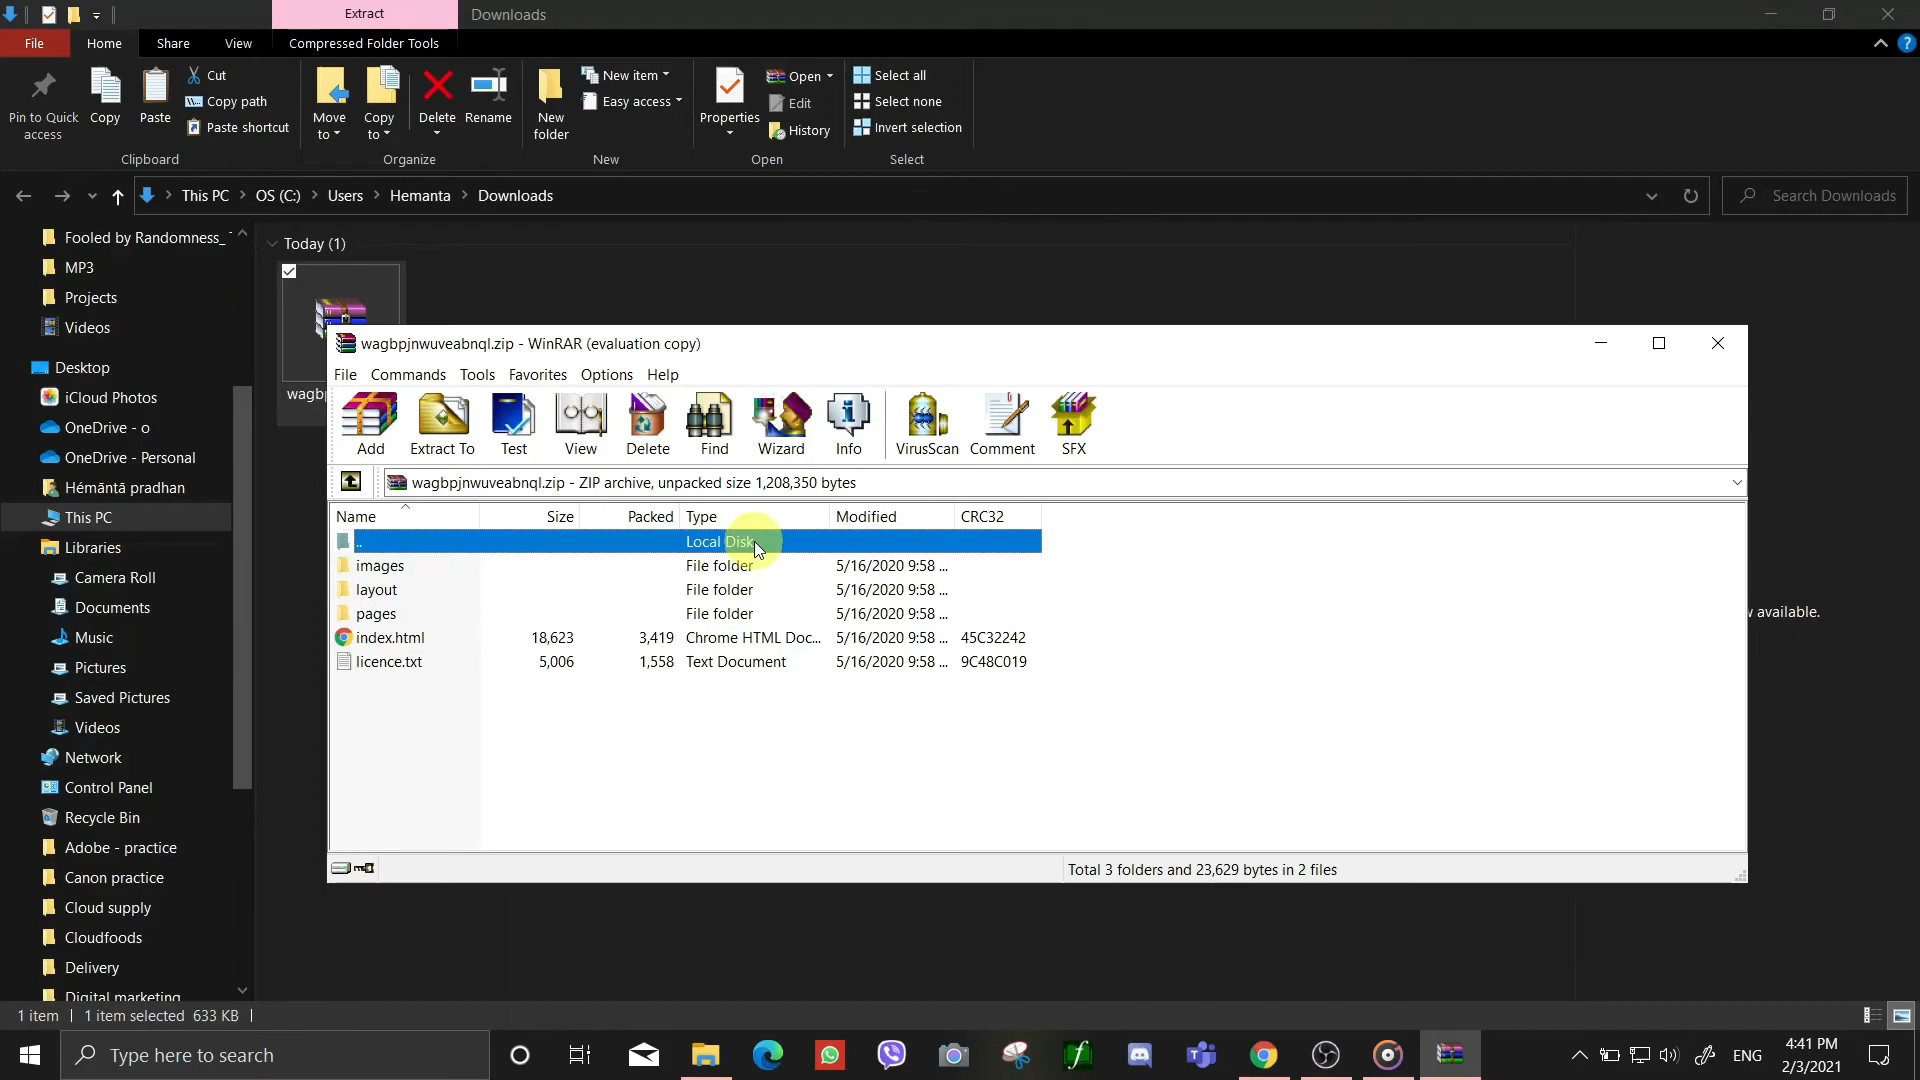 Extract
Downloads
File
Home
Share
View
Compressed Folder Tools
Pin to Quick
access
Copy
Paste
Cut
Copy path
Paste shortcut
Clipboard
Move
to
Copy
to
Delete
Rename
Organize
New
folder
New item
Easy access
New
Properties
Open
Edit
History
Open
Select all
Select none
Invert selection
Select
This PC
OS (C:)
Users
Hemanta
Downloads
Search Downloads
Fooled by Randomness_
MP3
Projects
Videos
Desktop
iCloud Photos
OneDrive - o
OneDrive - Personal
Hémāntā pradhan
This PC
Libraries
Camera Roll
Documents
Music
Pictures
Saved Pictures
Videos
Network
Control Panel
Recycle Bin
Adobe - practice
Canon practice
Cloud supply
Cloudfoods
Delivery
Digital marketing
Today (1)
wagbp
wagbpjnwuveabnql.zip - WinRAR (evaluation copy)
File Commands Tools Favorites Options Help
Add Extract To Test View Delete Find Wizard Info VirusScan Comment SFX
wagbpjnwuveabnql.zip - ZIP archive, unpacked size 1,208,350 bytes
Name Size Packed Type Modified CRC32
.. Local Disk
images File folder 5/16/2020 9:58 ...
layout File folder 5/16/2020 9:58 ...
pages File folder 5/16/2020 9:58 ...
index.html 18,623 3,419 Chrome HTML Doc... 5/16/2020 9:58 ... 45C32242
licence.txt 5,006 1,558 Text Document 5/16/2020 9:58 ... 9C48C019
Total 3 folders and 23,629 bytes in 2 files
available.
1 item 1 item selected 633 KB
Type here to search
ENG
4:41 PM
2/3/2021